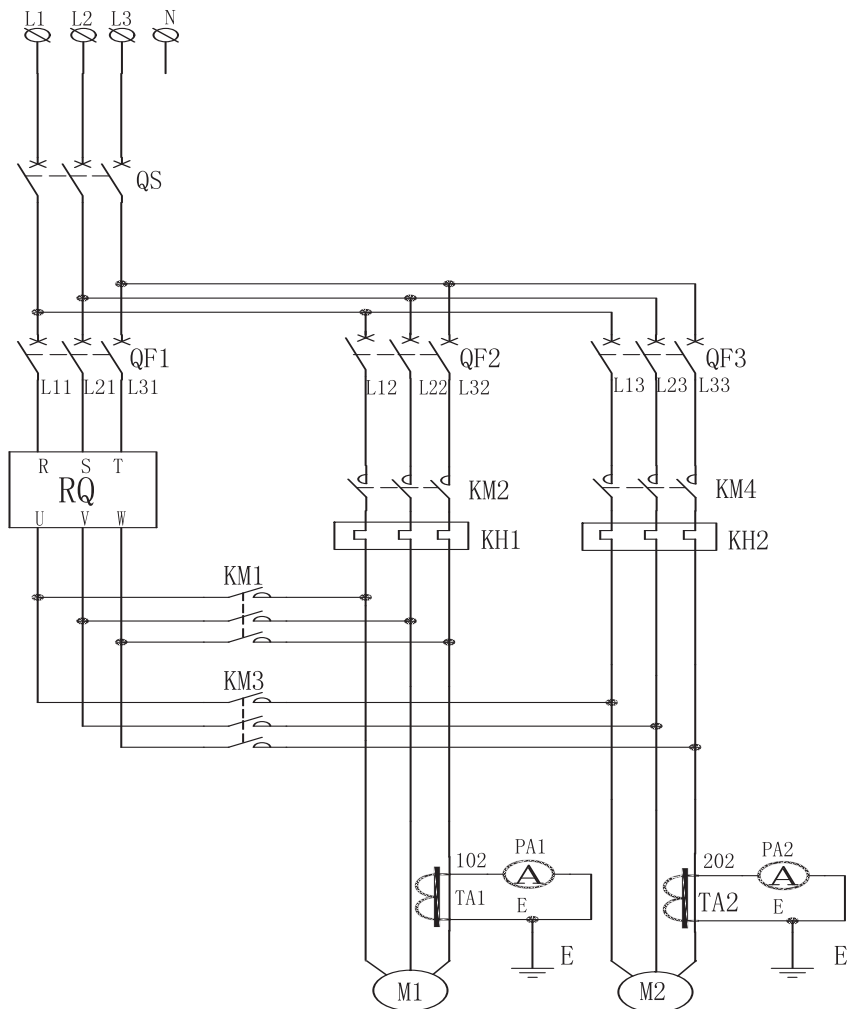 L1 L2 L3 N
QS
QF1 QF2 QF3
L11 L21 L31 L12 L22 L32 L13 L23 L33
R S T
RQ
U V W
KM2 KM4
KH1 KH2
KM1
KM3
102 PA1 202 PA2
A A
TA1 E TA2 E
E E
M1 M2